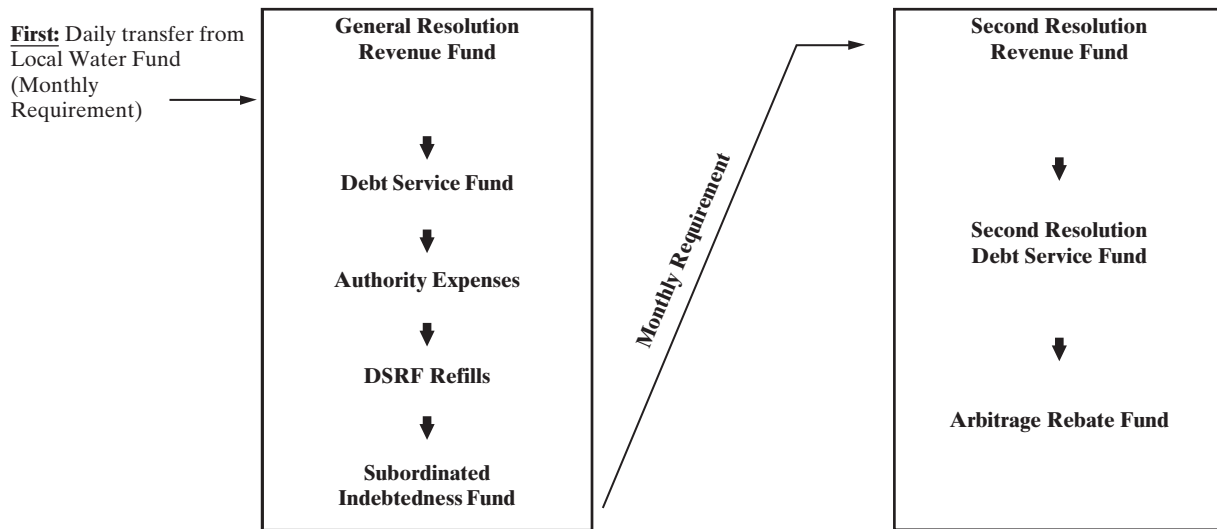 First: Daily transfer from
Local Water Fund
(Monthly
Requirement)
General Resolution
Revenue Fund
Debt Service Fund
Authority Expenses
DSRF Refills
Subordinated
Indebtedness Fund
Monthly Requirement
Second Resolution
Revenue Fund
Second Resolution
Debt Service Fund
Arbitrage Rebate Fund